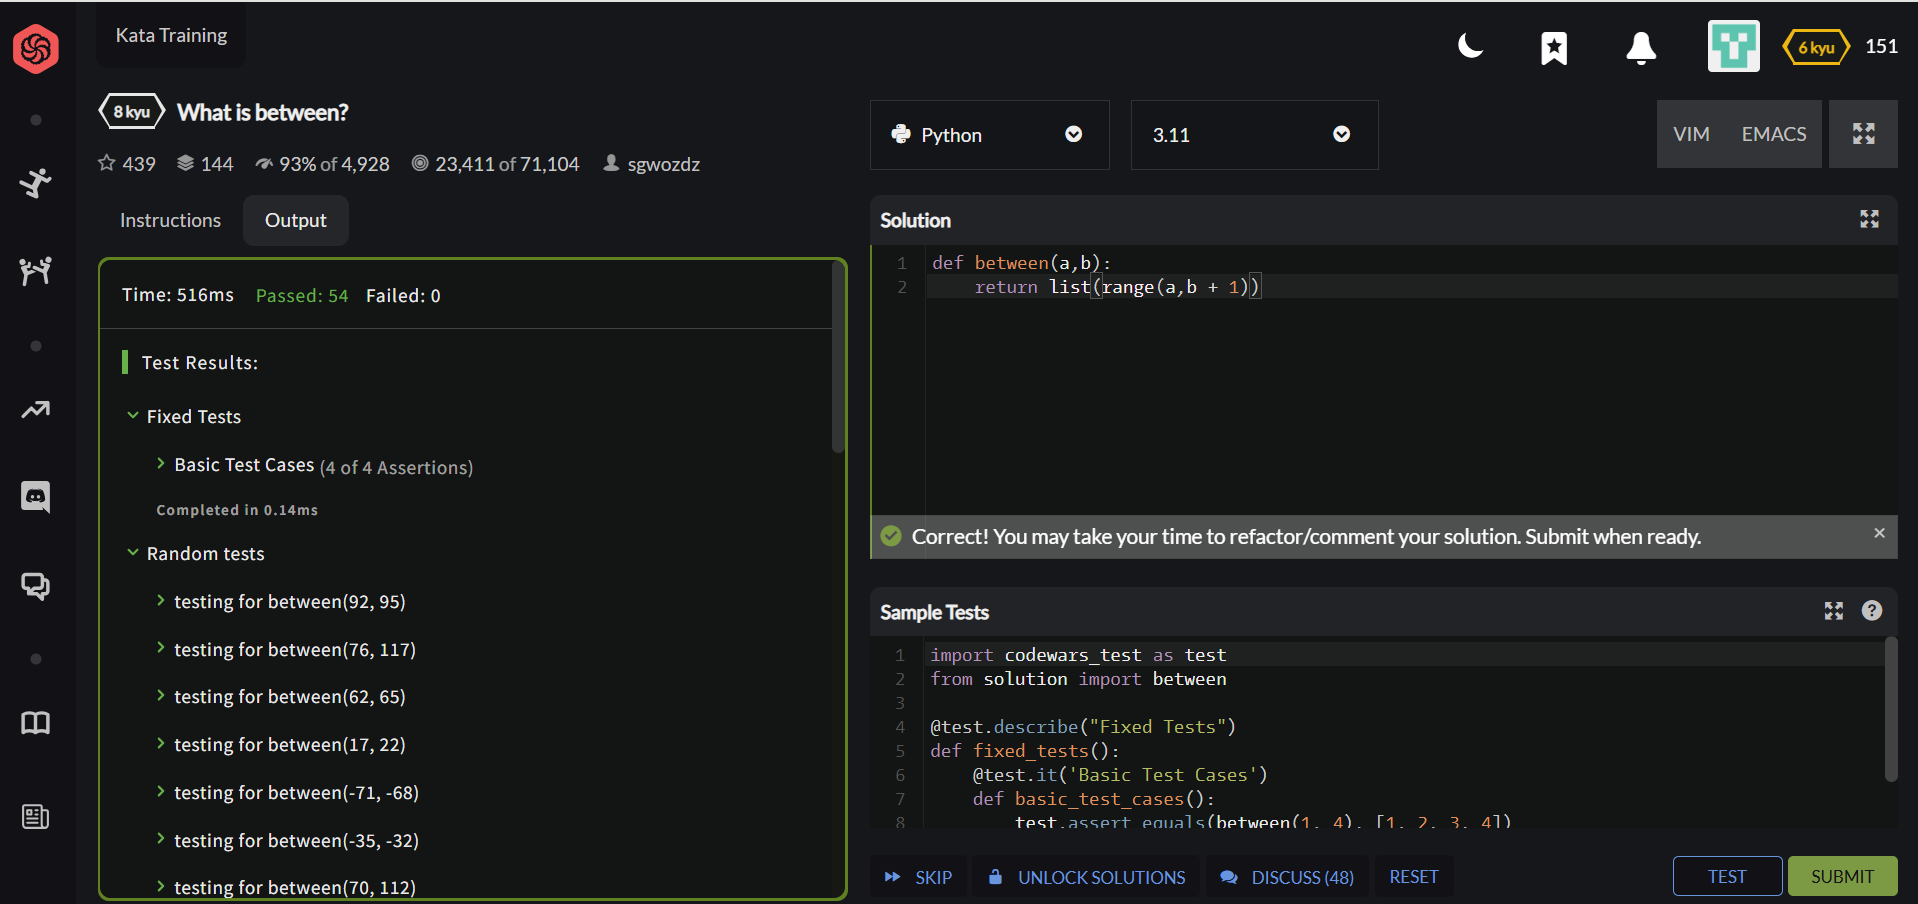 Kata Training
6 kyu 151
8 kyu What is between?
439 144 93% of 4,928 23,411 of 71,104 sgwozdz
Instructions Output
Time: 516ms Passed: 54 Failed: 0
Test Results:
Fixed Tests
Basic Test Cases (4 of 4 Assertions)
Completed in 0.14ms
Random tests
testing for between(92, 95)
testing for between(76, 117)
testing for between(62, 65)
testing for between(17, 22)
testing for between(-71, -68)
testing for between(-35, -32)
testing for between(70, 112)
Python 3.11 VIM EMACS
Solution
1 def between(a,b):
2 return list(range(a,b + 1))
Correct! You may take your time to refactor/comment your solution. Submit when ready. ×
Sample Tests ?
1 import codewars_test as test
2 from solution import between
3
4 @test.describe("Fixed Tests")
5 def fixed_tests():
6 @test.it('Basic Test Cases')
7 def basic_test_cases():
8 test.assert_equals(between(1, 4), [1, 2, 3, 4])
SKIP UNLOCK SOLUTIONS DISCUSS (48) RESET TEST SUBMIT